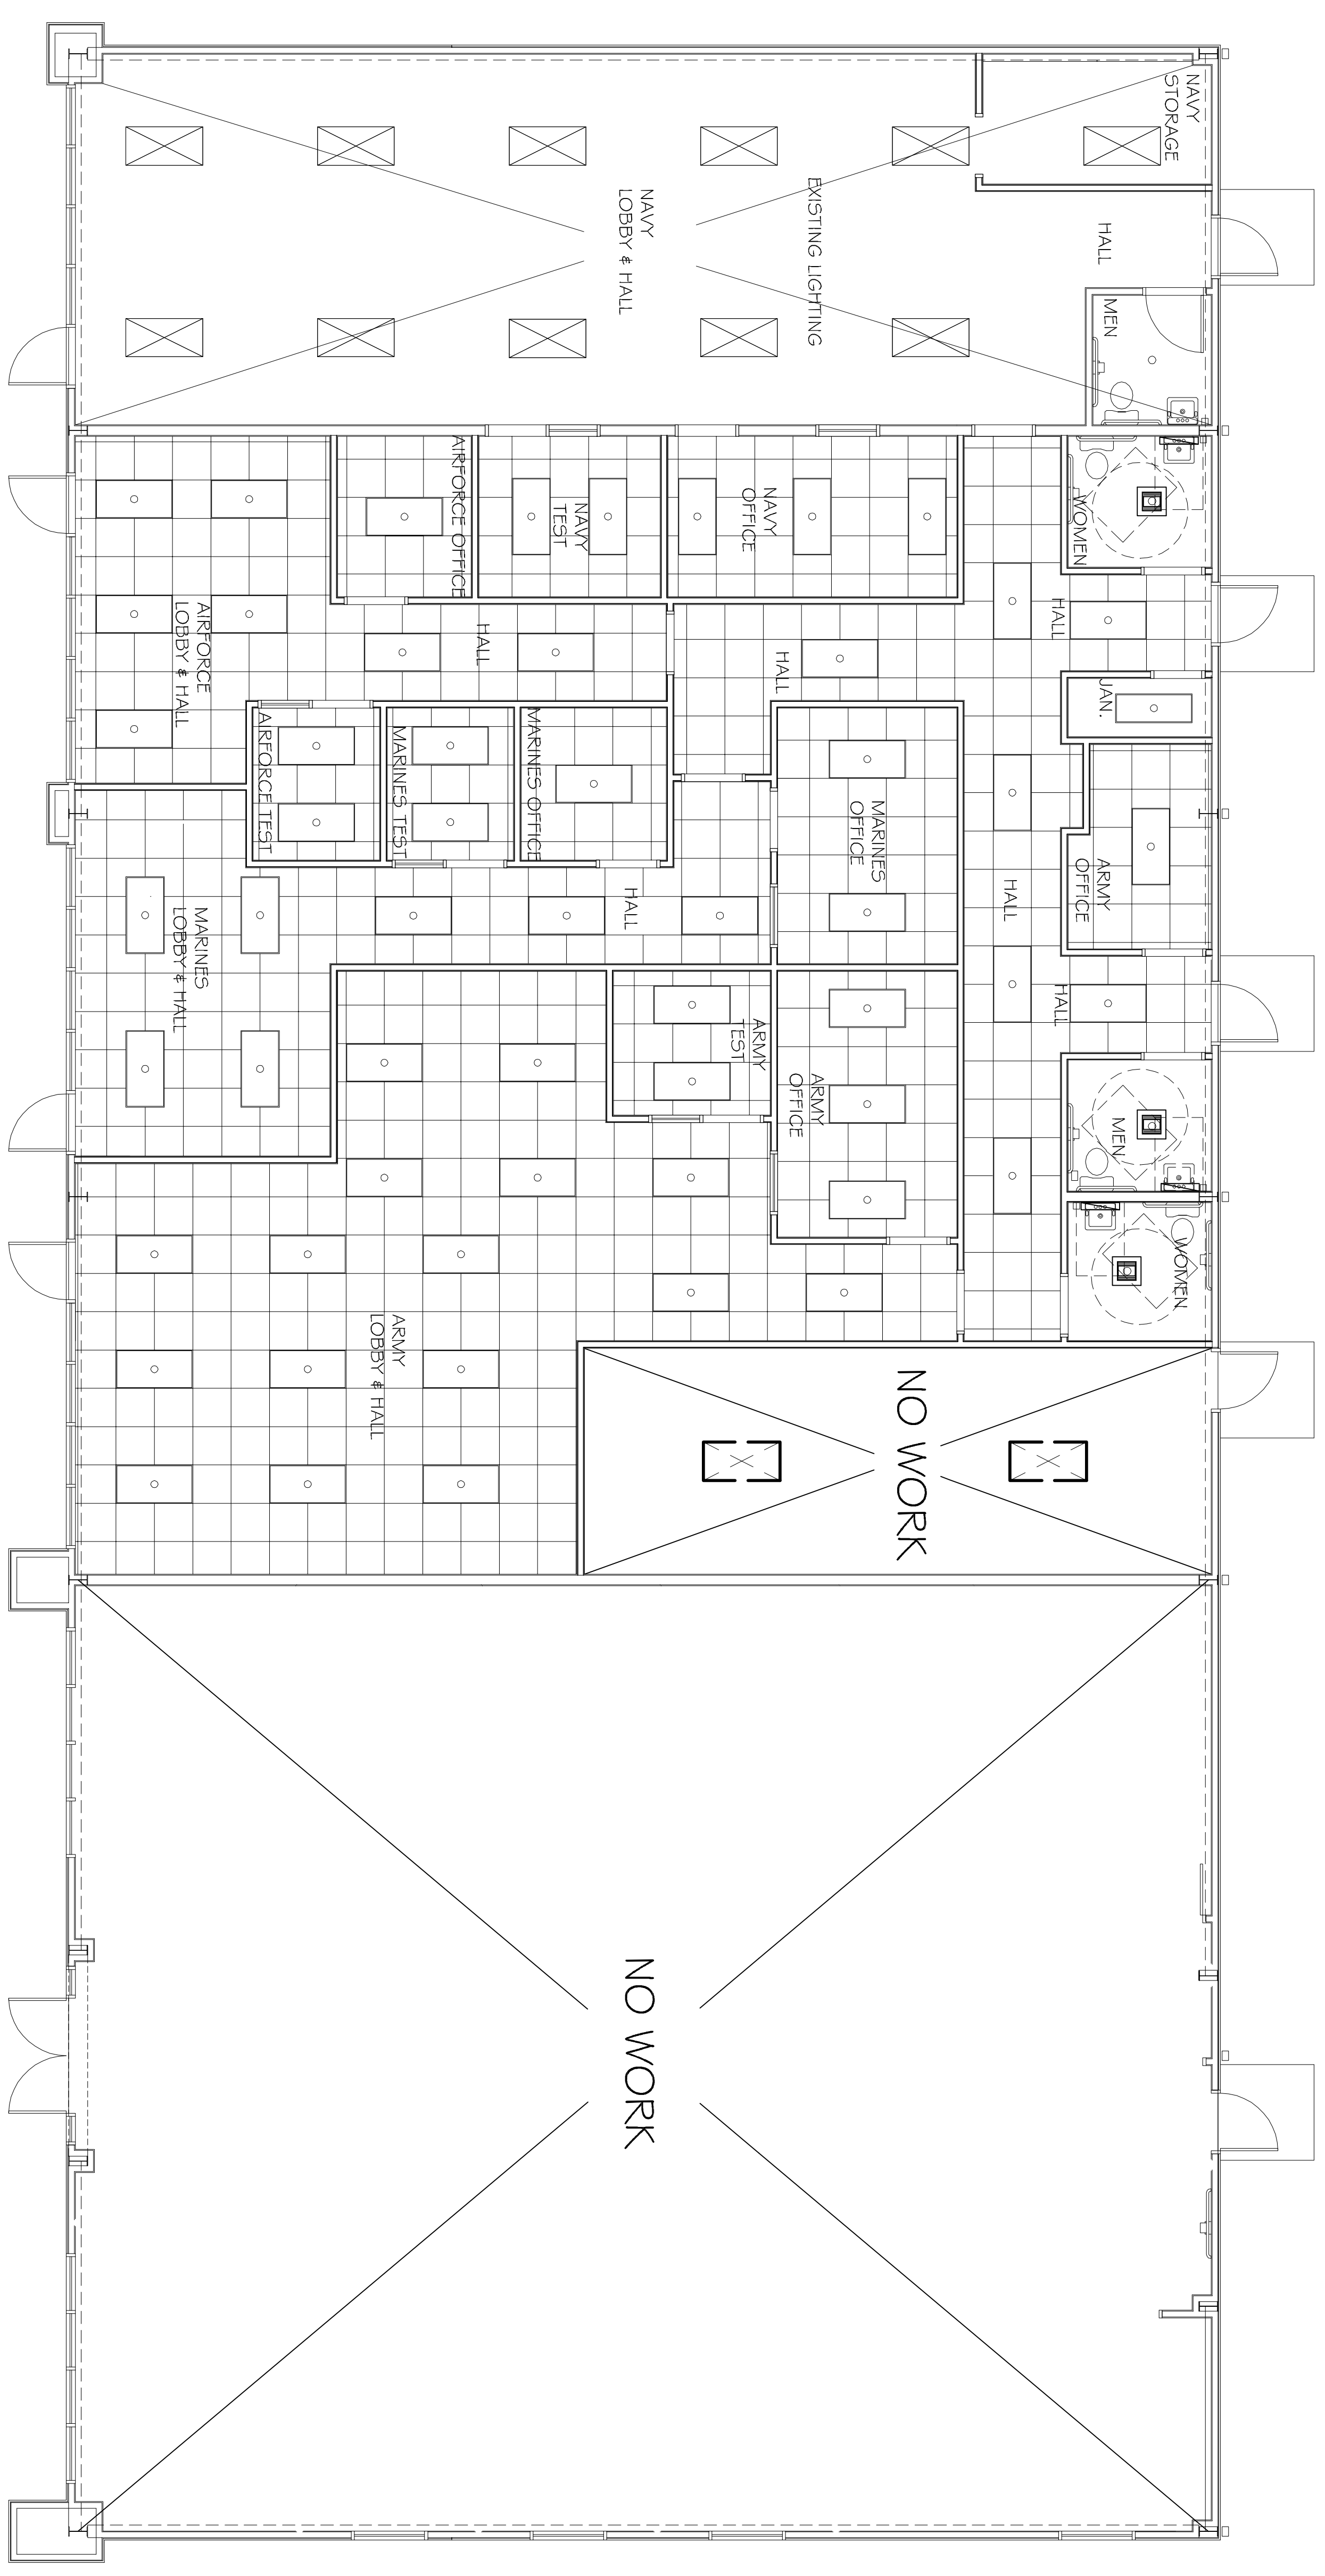 NAVY
STORAGE
HALL
MEN
EXISTING LIGHTING
NAVY
LOBBY & HALL
WOMEN
NAVY
OFFICE
NAVY
TEST
AIRFORCE OFFICE
HALL
HALL
HALL
AIRFORCE
LOBBY & HALL
JAN.
ARMY
OFFICE
MARINES
OFFICE
MARINES OFFICE
MARINES TEST
AIRFORCE TEST
HALL
HALL
MARINES
LOBBY & HALL
HALL
ARMY
TEST
ARMY
OFFICE
MEN
WOMEN
ARMY
LOBBY & HALL
NO WORK
NO WORK